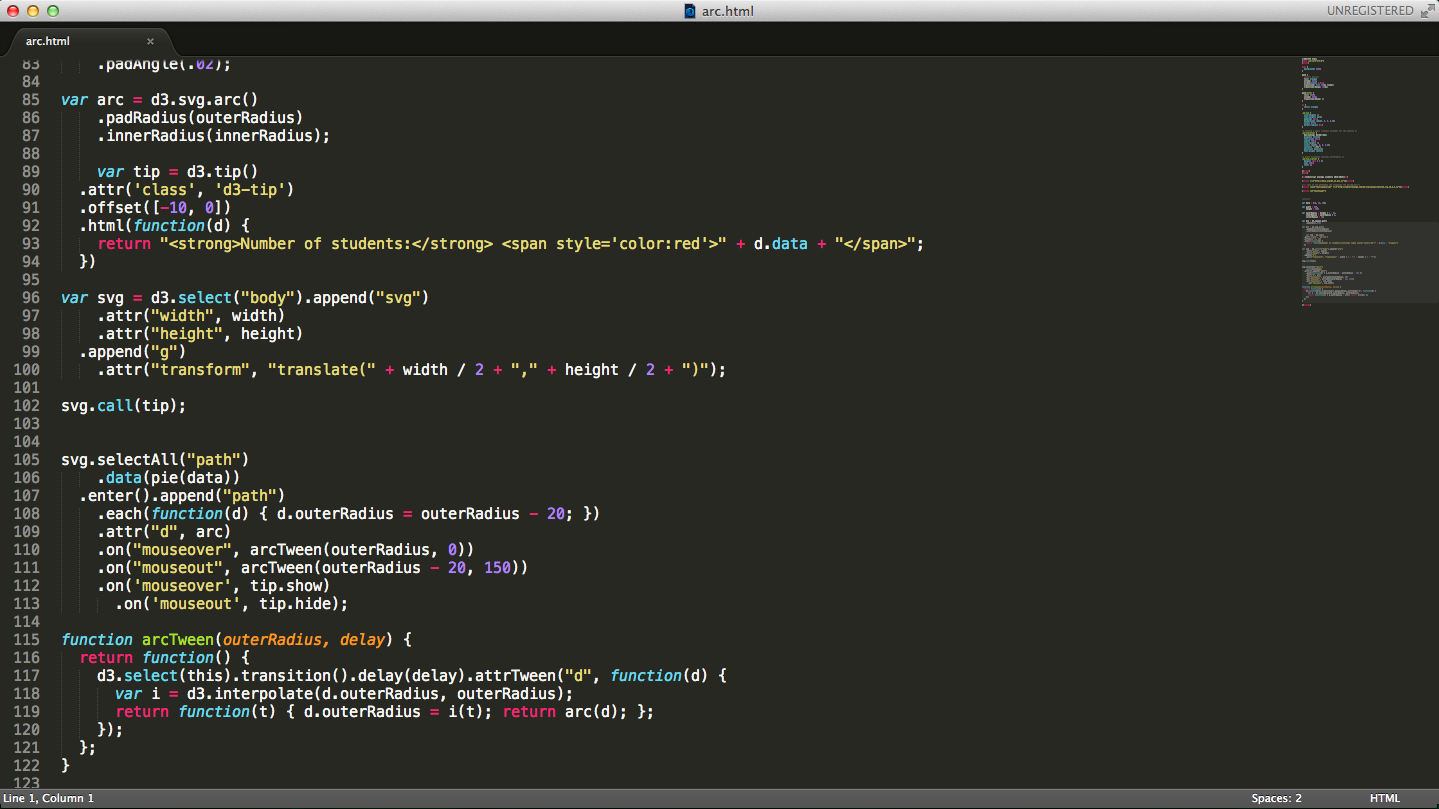 arc.html
UNREGISTERED
arc.html ×
83 .padAngle(.02);
84
85 var arc = d3.svg.arc()
86 .padRadius(outerRadius)
87 .innerRadius(innerRadius);
88
89 var tip = d3.tip()
90 .attr('class', 'd3-tip')
91 .offset([-10, 0])
92 .html(function(d) {
93 return "<strong>Number of students:</strong> <span style='color:red'>" + d.data + "</span>";
94 })
95
96 var svg = d3.select("body").append("svg")
97 .attr("width", width)
98 .attr("height", height)
99 .append("g")
100 .attr("transform", "translate(" + width / 2 + "," + height / 2 + ")");
101
102 svg.call(tip);
103
104
105 svg.selectAll("path")
106 .data(pie(data))
107 .enter().append("path")
108 .each(function(d) { d.outerRadius = outerRadius - 20; })
109 .attr("d", arc)
110 .on("mouseover", arcTween(outerRadius, 0))
111 .on("mouseout", arcTween(outerRadius - 20, 150))
112 .on('mouseover', tip.show)
113 .on('mouseout', tip.hide);
114
115 function arcTween(outerRadius, delay) {
116 return function() {
117 d3.select(this).transition().delay(delay).attrTween("d", function(d) {
118 var i = d3.interpolate(d.outerRadius, outerRadius);
119 return function(t) { d.outerRadius = i(t); return arc(d); };
120 });
121 };
122 }
123
Line 1, Column 1
Spaces: 2
HTML